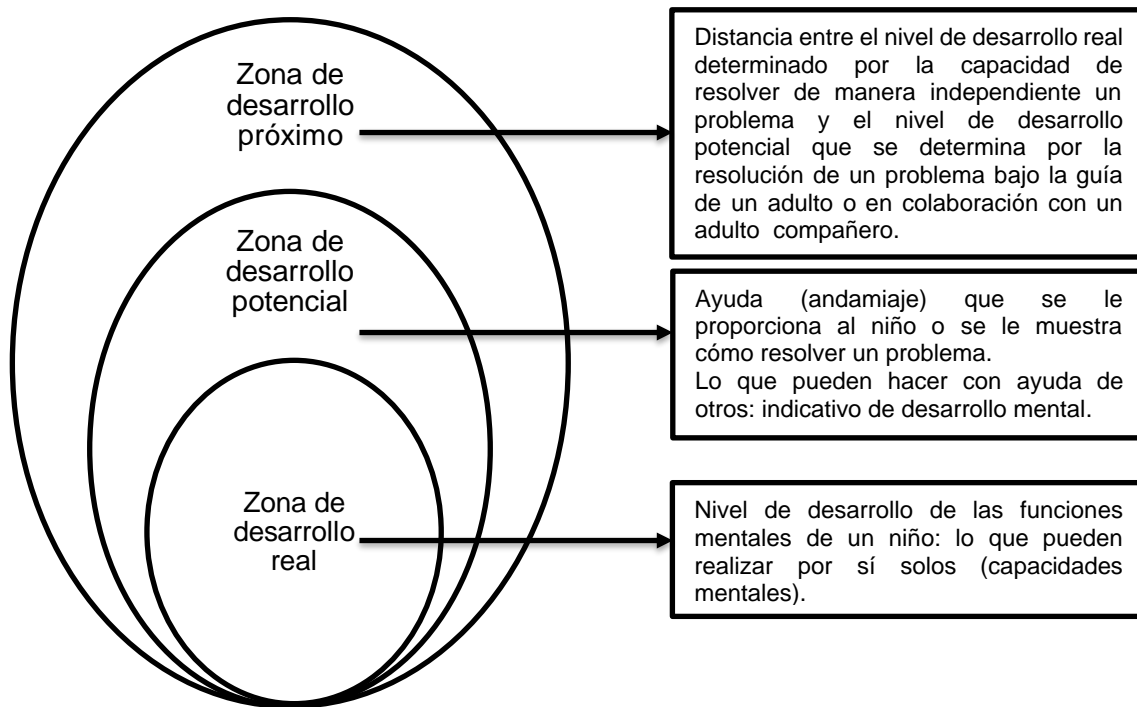 Zona de
desarrollo
próximo
Distancia entre el nivel de desarrollo real
determinado por la capacidad de
resolver de manera independiente un
problema y el nivel de desarrollo
potencial que se determina por la
resolución de un problema bajo la guía
de un adulto o en colaboración con un
adulto compañero.
Zona de
desarrollo
potencial
Ayuda (andamiaje) que se le
proporciona al niño o se le muestra
cómo resolver un problema.
Lo que pueden hacer con ayuda de
otros: indicativo de desarrollo mental.
Zona de
desarrollo
real
Nivel de desarrollo de las funciones
mentales de un niño: lo que pueden
realizar por sí solos (capacidades
mentales).